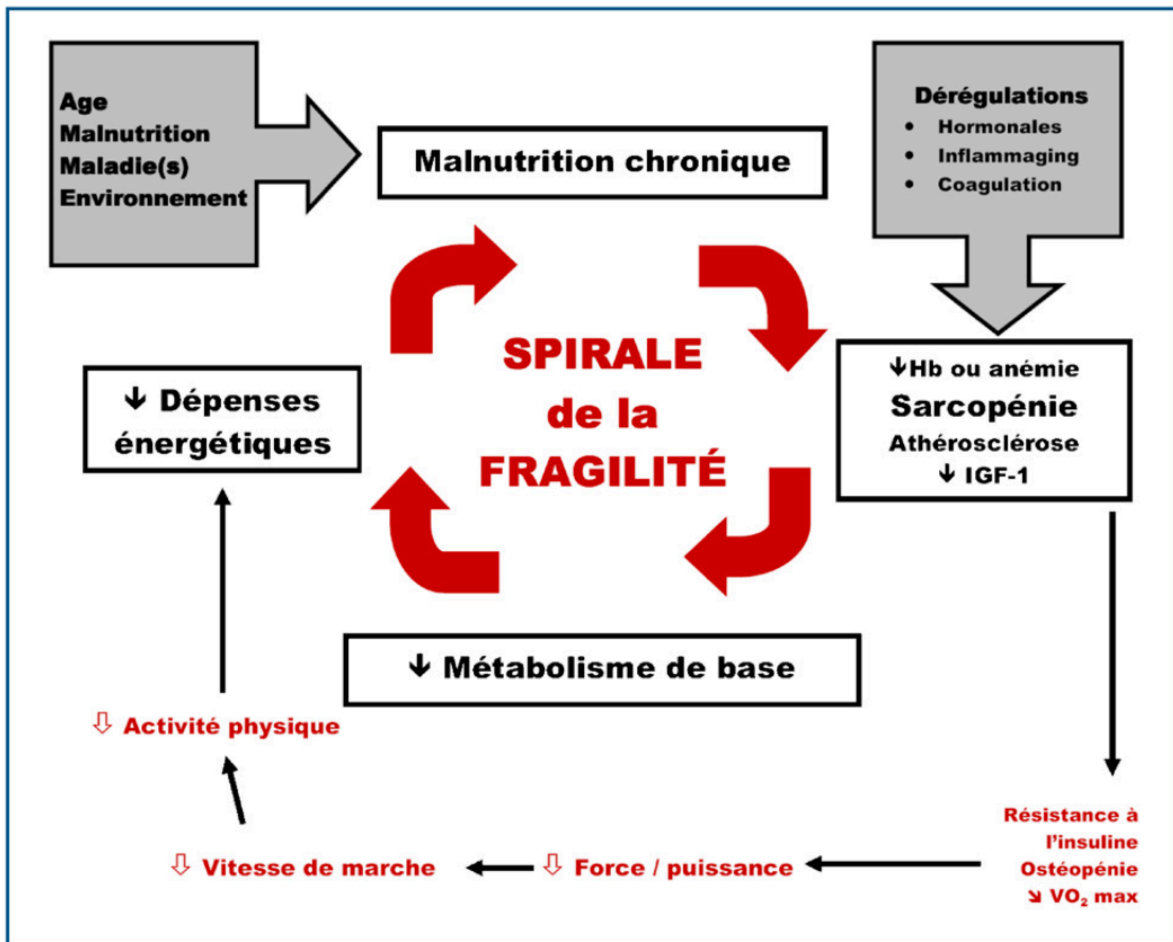 Age
Malnutrition
Maladie(s)
Environnement
Malnutrition chronique
Dérégulations
• Hormonales
• Inflammaging
• Coagulation
SPIRALE
de la
FRAGILITÉ
↓ Dépenses
énergétiques
↓Hb ou anémie
Sarcopénie
Athérosclérose
↓ IGF-1
↓ Métabolisme de base
⇩ Activité physique
⇩ Vitesse de marche
⇩ Force / puissance
Résistance à
l'insuline
Ostéopénie
↘ VO₂ max